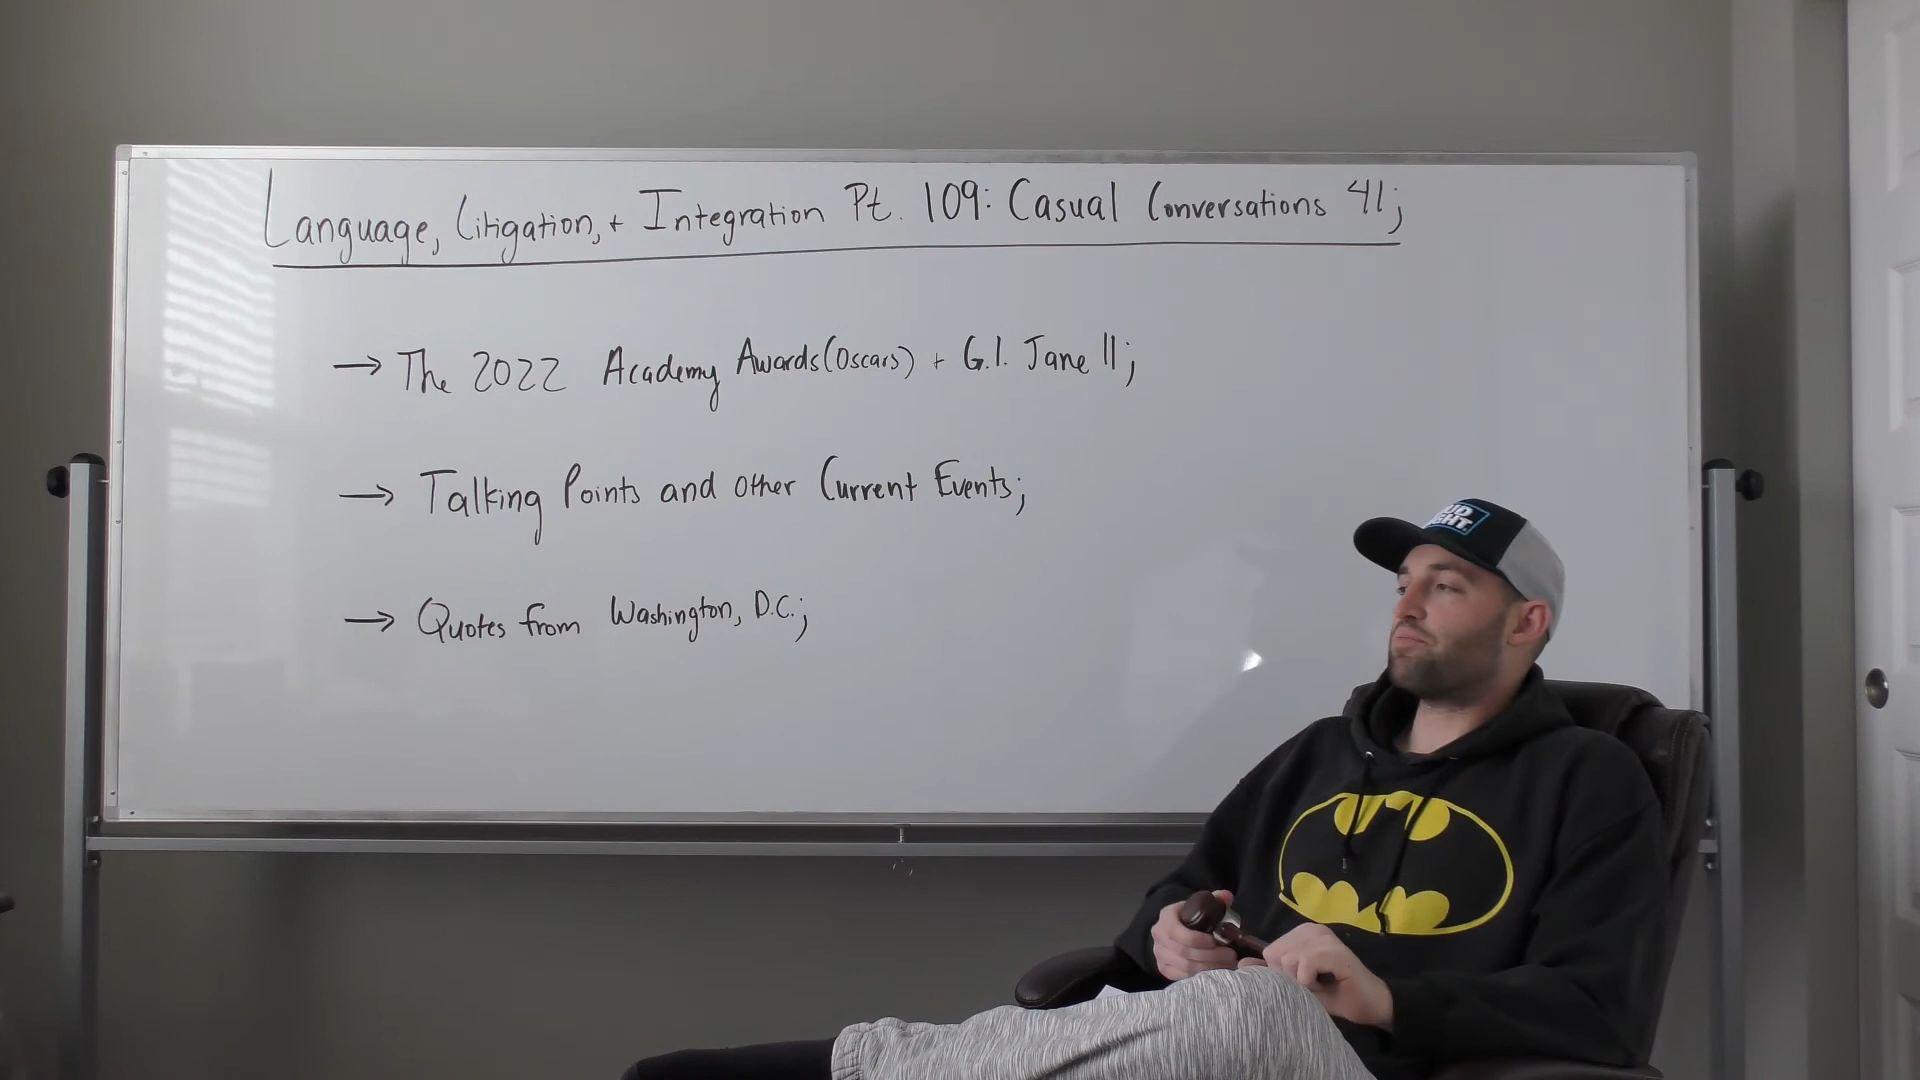 Language, Litigation, + Integration Pt. 109: Casual Conversations 41;
→ The 2022 Academy Awards (Oscars) + G.I. Jane II;
→ Talking Points and other Current Events;
→ Quotes from Washington, D.C.;